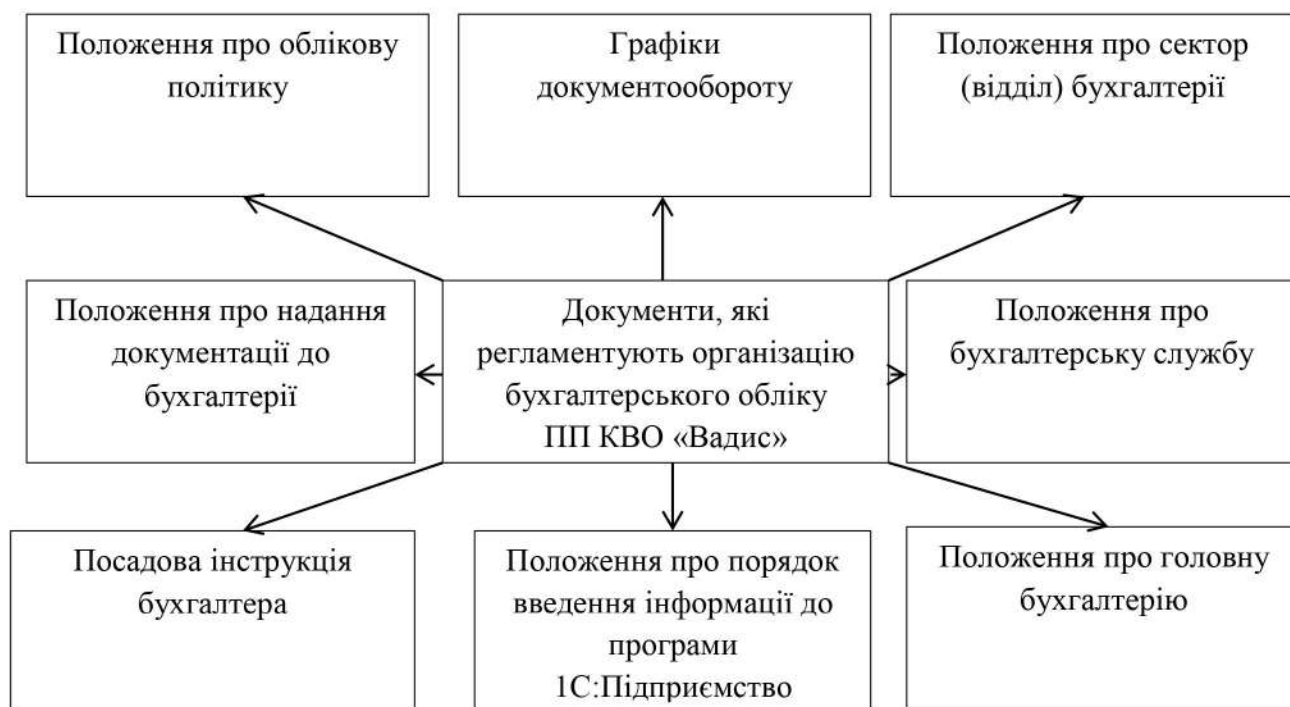 Положення про облікову
політику
Графіки
документообороту
Положення про сектор
(відділ) бухгалтерії
Положення про надання
документації до
бухгалтерії
Документи, які
регламентують організацію
бухгалтерського обліку
ПП КВО «Вадис»
Положення про
бухгалтерську службу
Посадова інструкція
бухгалтера
Положення про порядок
введення інформації до
програми
1С:Підприємство
Положення про головну
бухгалтерію